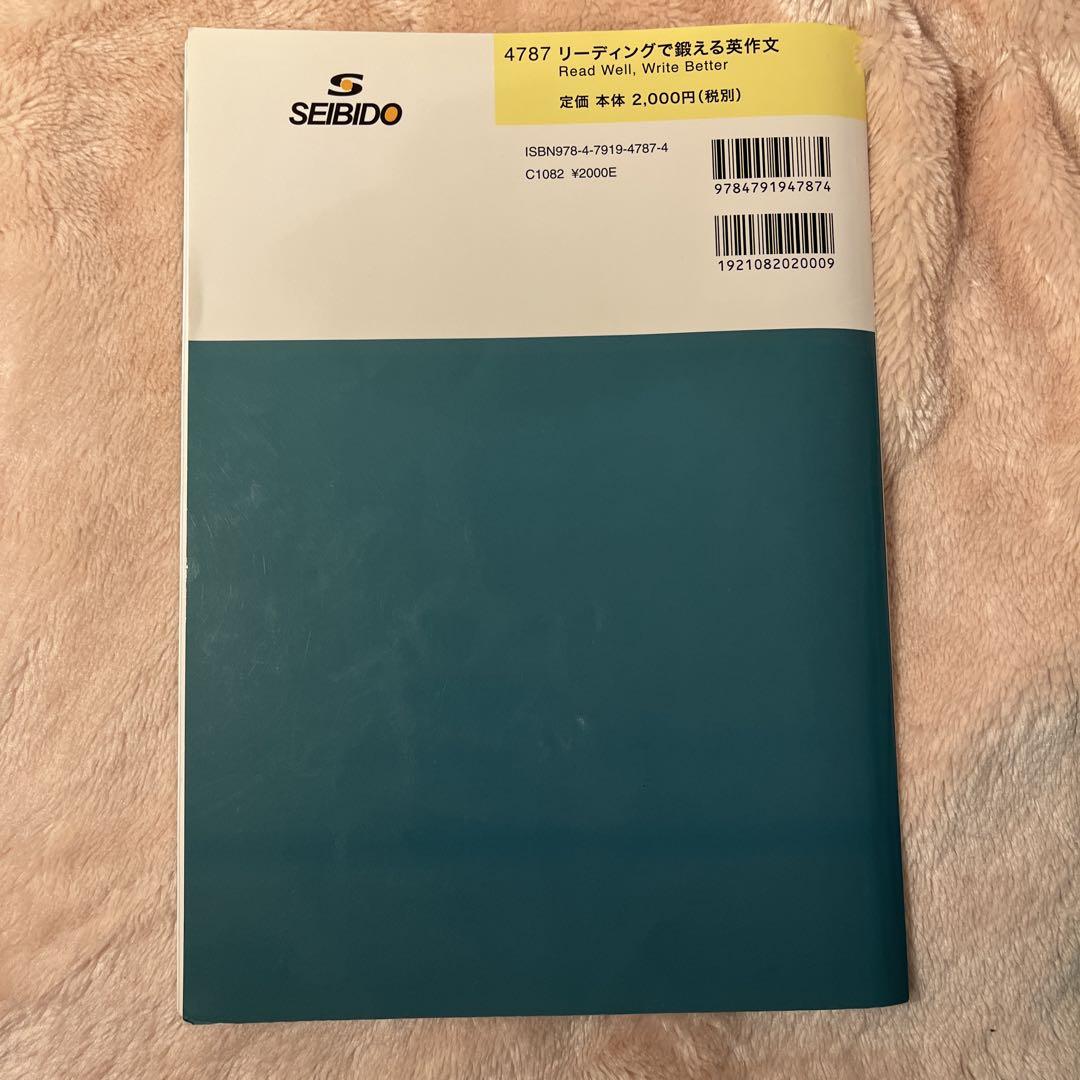 SEIBIDO
4787 リーディングで鍛える英作文
Read Well, Write Better
定価 本体 2,000円(税別)
ISBN978-4-7919-4787-4
C1082 ¥2000E
9784791947874
1921082020009